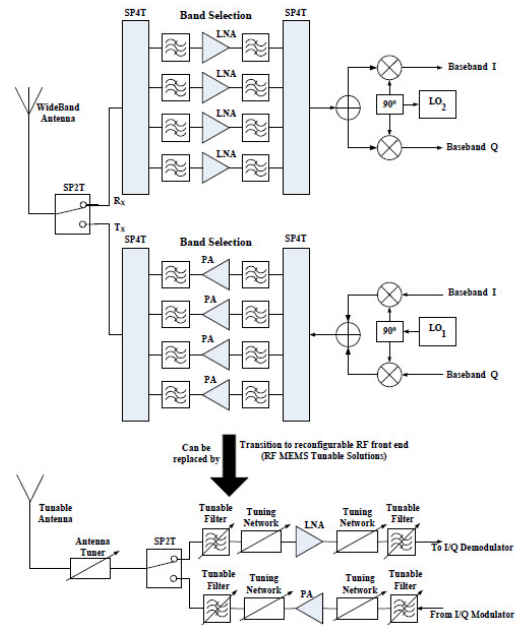 SP4T
Band Selection
SP4T
LNA
LNA
LNA
LNA
Baseband I
90°
LO2
Baseband Q
WideBand
Antenna
SP2T
RX
TX
SP4T
Band Selection
SP4T
PA
PA
PA
PA
Baseband I
90°
LO1
Baseband Q
Can be
replaced by
Transition to reconfigurable RF front end
(RF MEMS Tunable Solutions)
Tunable
Antenna
Antenna
Tuner
SP2T
Tunable
Filter
Tuning
Network
LNA
Tuning
Network
Tunable
Filter
To I/Q Demodulator
Tunable
Filter
Tuning
Network
PA
Tuning
Network
Tunable
Filter
From I/Q Modulator